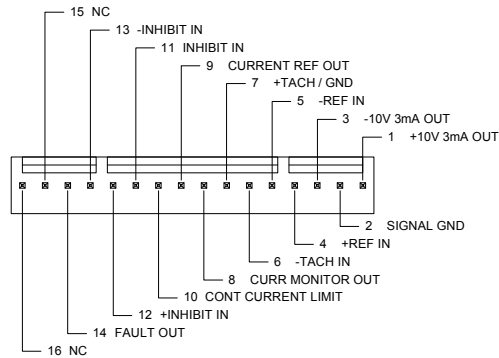 15 NC
13 -INHIBIT IN
11 INHIBIT IN
9 CURRENT REF OUT
7 +TACH / GND
5 -REF IN
3 -10V 3mA OUT
1 +10V 3mA OUT
2 SIGNAL GND
4 +REF IN
6 -TACH IN
8 CURR MONITOR OUT
10 CONT CURRENT LIMIT
12 +INHIBIT IN
14 FAULT OUT
16 NC